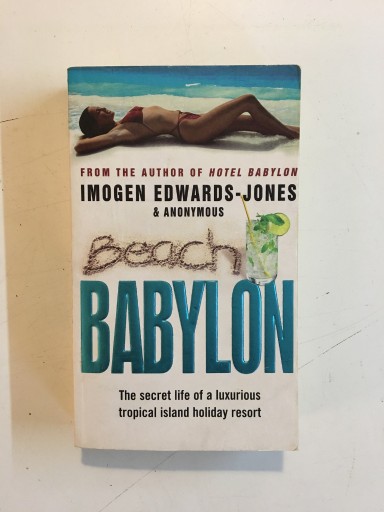 FROM THE AUTHOR OF HOTEL BABYLON
IMOGEN EDWARDS-JONES
& ANONYMOUS
Beach
BABYLON
The secret life of a luxurious
tropical island holiday resort